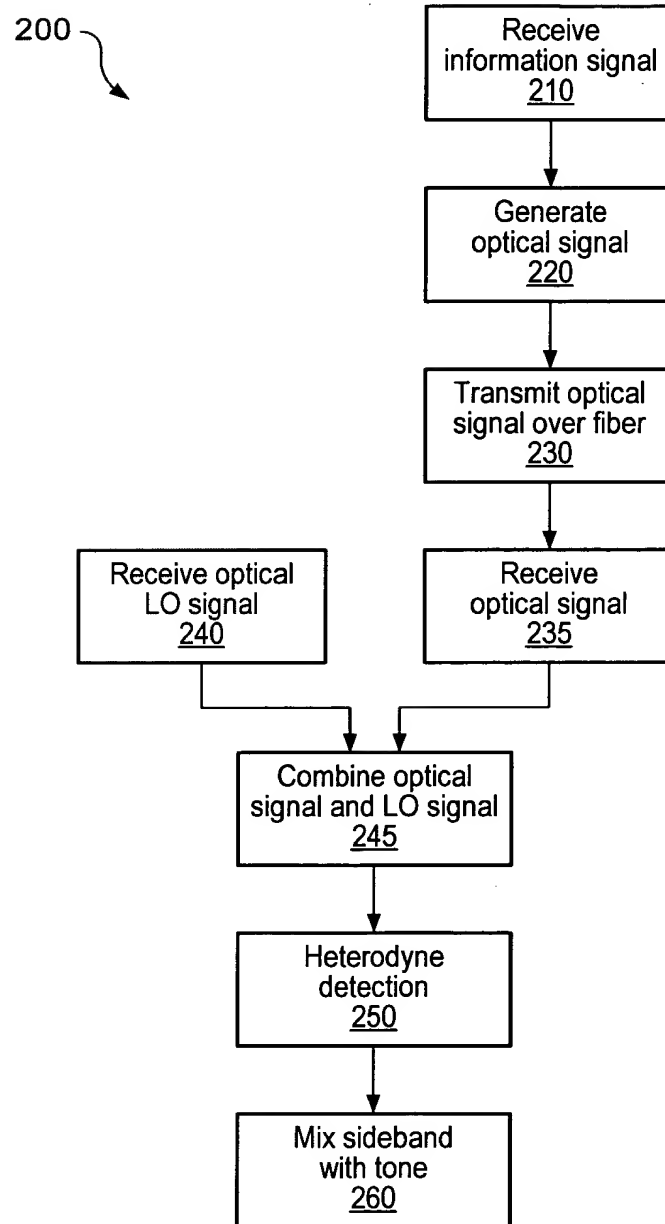 200
Receive
information signal
210
Generate
optical signal
220
Transmit optical
signal over fiber
230
Receive optical
LO signal
240
Receive
optical signal
235
Combine optical
signal and LO signal
245
Heterodyne
detection
250
Mix sideband
with tone
260